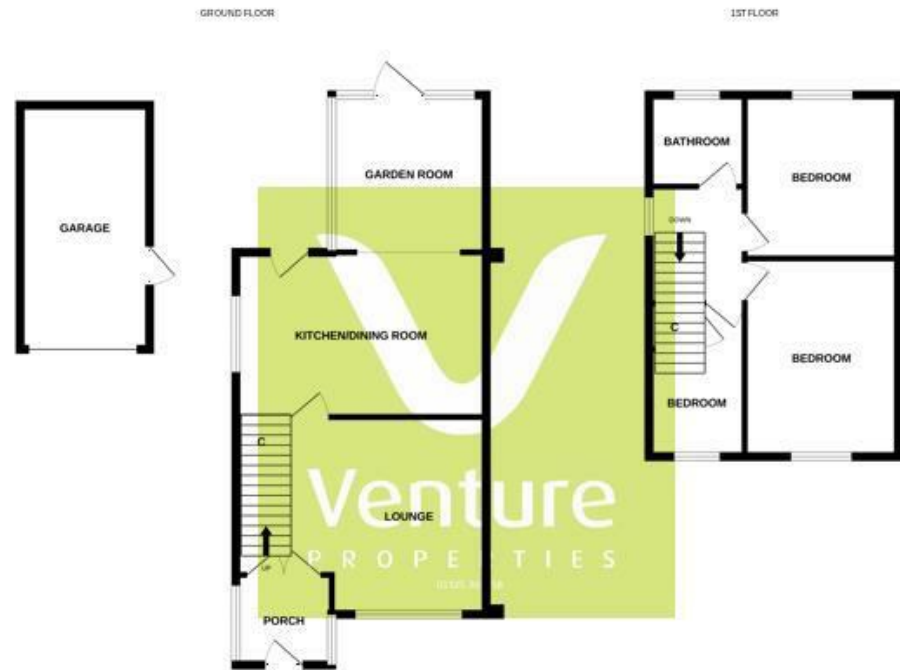 GROUND FLOOR
1ST FLOOR
GARAGE
GARDEN ROOM
KITCHEN/DINING ROOM
C
LOUNGE
UP
PORCH
BATHROOM
BEDROOM
DOWN
C
BEDROOM
BEDROOM
Venture
PROPERTIES